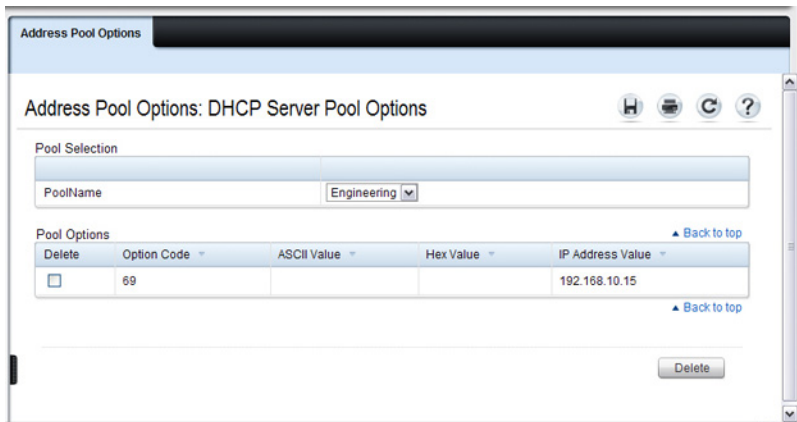 Address Pool Options
Address Pool Options: DHCP Server Pool Options
Pool Selection
PoolName Engineering
Pool Options Back to top
Delete Option Code ASCII Value Hex Value IP Address Value
69 192.168.10.15
Back to top
Delete